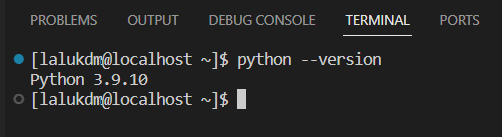 PROBLEMS OUTPUT DEBUG CONSOLE TERMINAL PORTS
[lalukdm@localhost ~]$ python --version
Python 3.9.10
[lalukdm@localhost ~]$